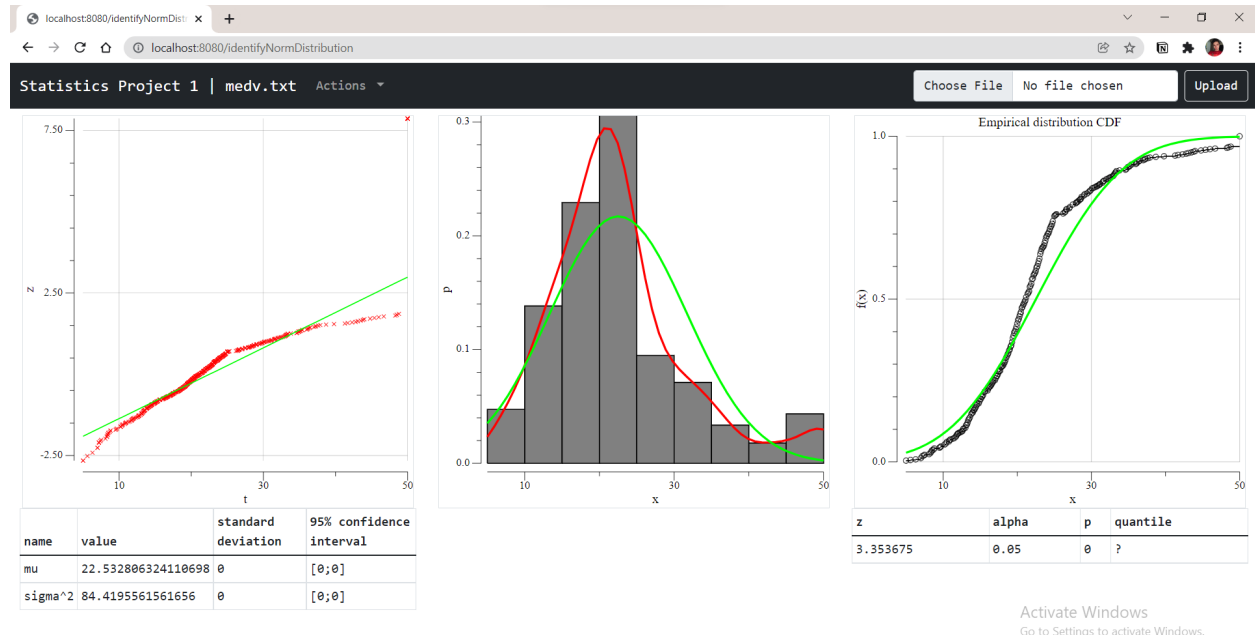 localhost:8080/identifyNormDistr
localhost:8080/identifyNormDistribution
Statistics Project 1 | medv.txt Actions Choose File No file chosen Upload
7.50
2.50
-2.50
z
10 30 50
t
0.3
0.2
0.1
0.0
p
10 30 50
x
Empirical distribution CDF
1.0
0.5
0.0
f(x)
10 30 50
x
name value standard deviation 95% confidence interval
mu 22.532806324110698 0 [0;0]
sigma^2 84.4195561561656 0 [0;0]
z alpha p quantile
3.353675 0.05 0 ?
Activate Windows
Go to Settings to activate Windows.